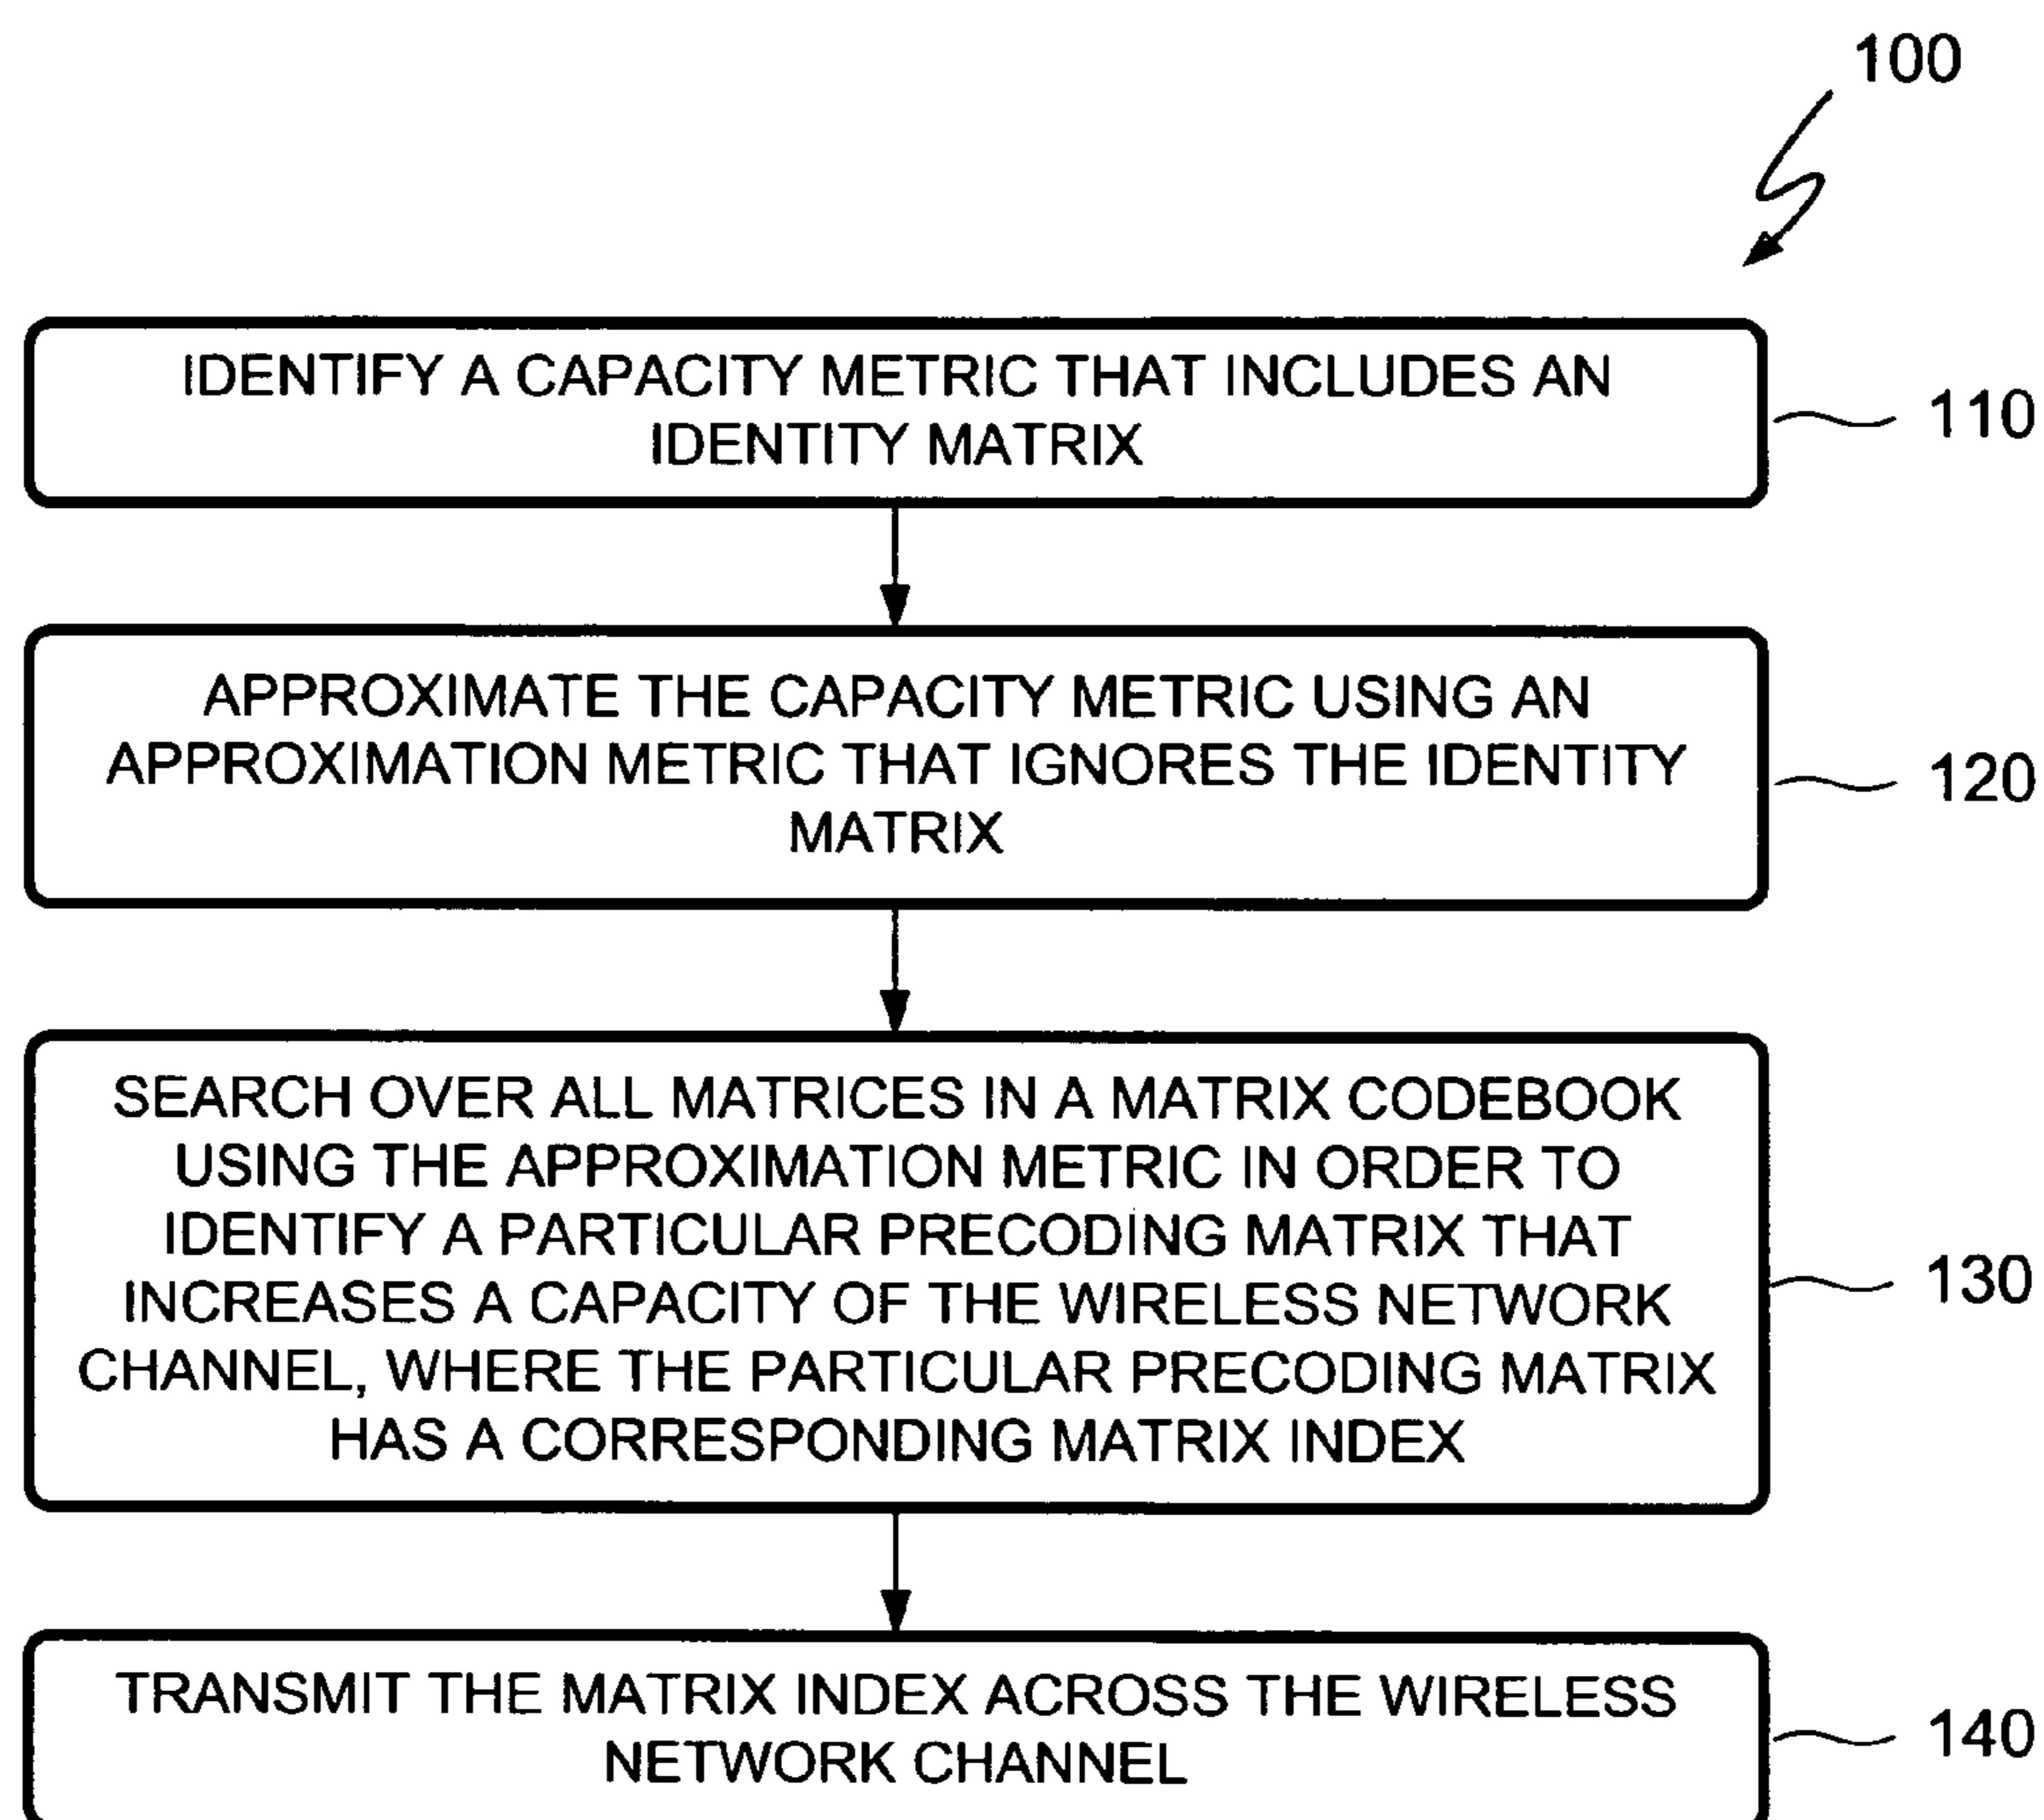 100
IDENTIFY A CAPACITY METRIC THAT INCLUDES AN
IDENTITY MATRIX
110
APPROXIMATE THE CAPACITY METRIC USING AN
APPROXIMATION METRIC THAT IGNORES THE IDENTITY
MATRIX
120
SEARCH OVER ALL MATRICES IN A MATRIX CODEBOOK
USING THE APPROXIMATION METRIC IN ORDER TO
IDENTIFY A PARTICULAR PRECODING MATRIX THAT
INCREASES A CAPACITY OF THE WIRELESS NETWORK
CHANNEL, WHERE THE PARTICULAR PRECODING MATRIX
HAS A CORRESPONDING MATRIX INDEX
130
TRANSMIT THE MATRIX INDEX ACROSS THE WIRELESS
NETWORK CHANNEL
140